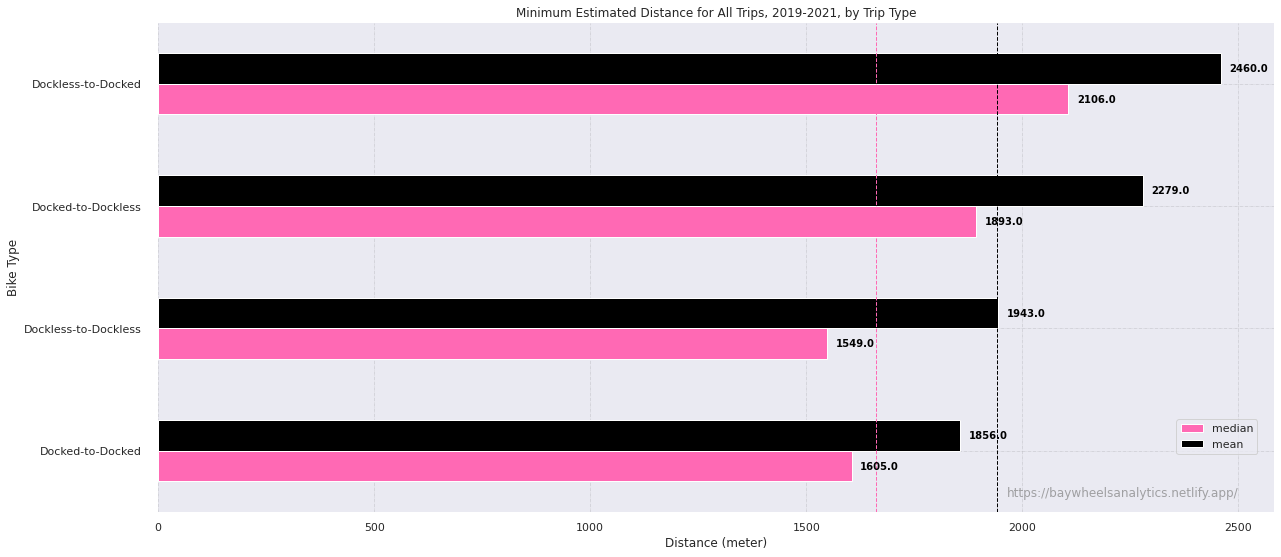 Minimum Estimated Distance for All Trips, 2019-2021, by Trip Type
Bike Type
Dockless-to-Docked
2460.0
2106.0
Docked-to-Dockless
2279.0
1893.0
Dockless-to-Dockless
1943.0
1549.0
Docked-to-Docked
1856.0
1605.0
median
mean
https://baywheelsanalytics.netlify.app/
0 500 1000 1500 2000 2500
Distance (meter)